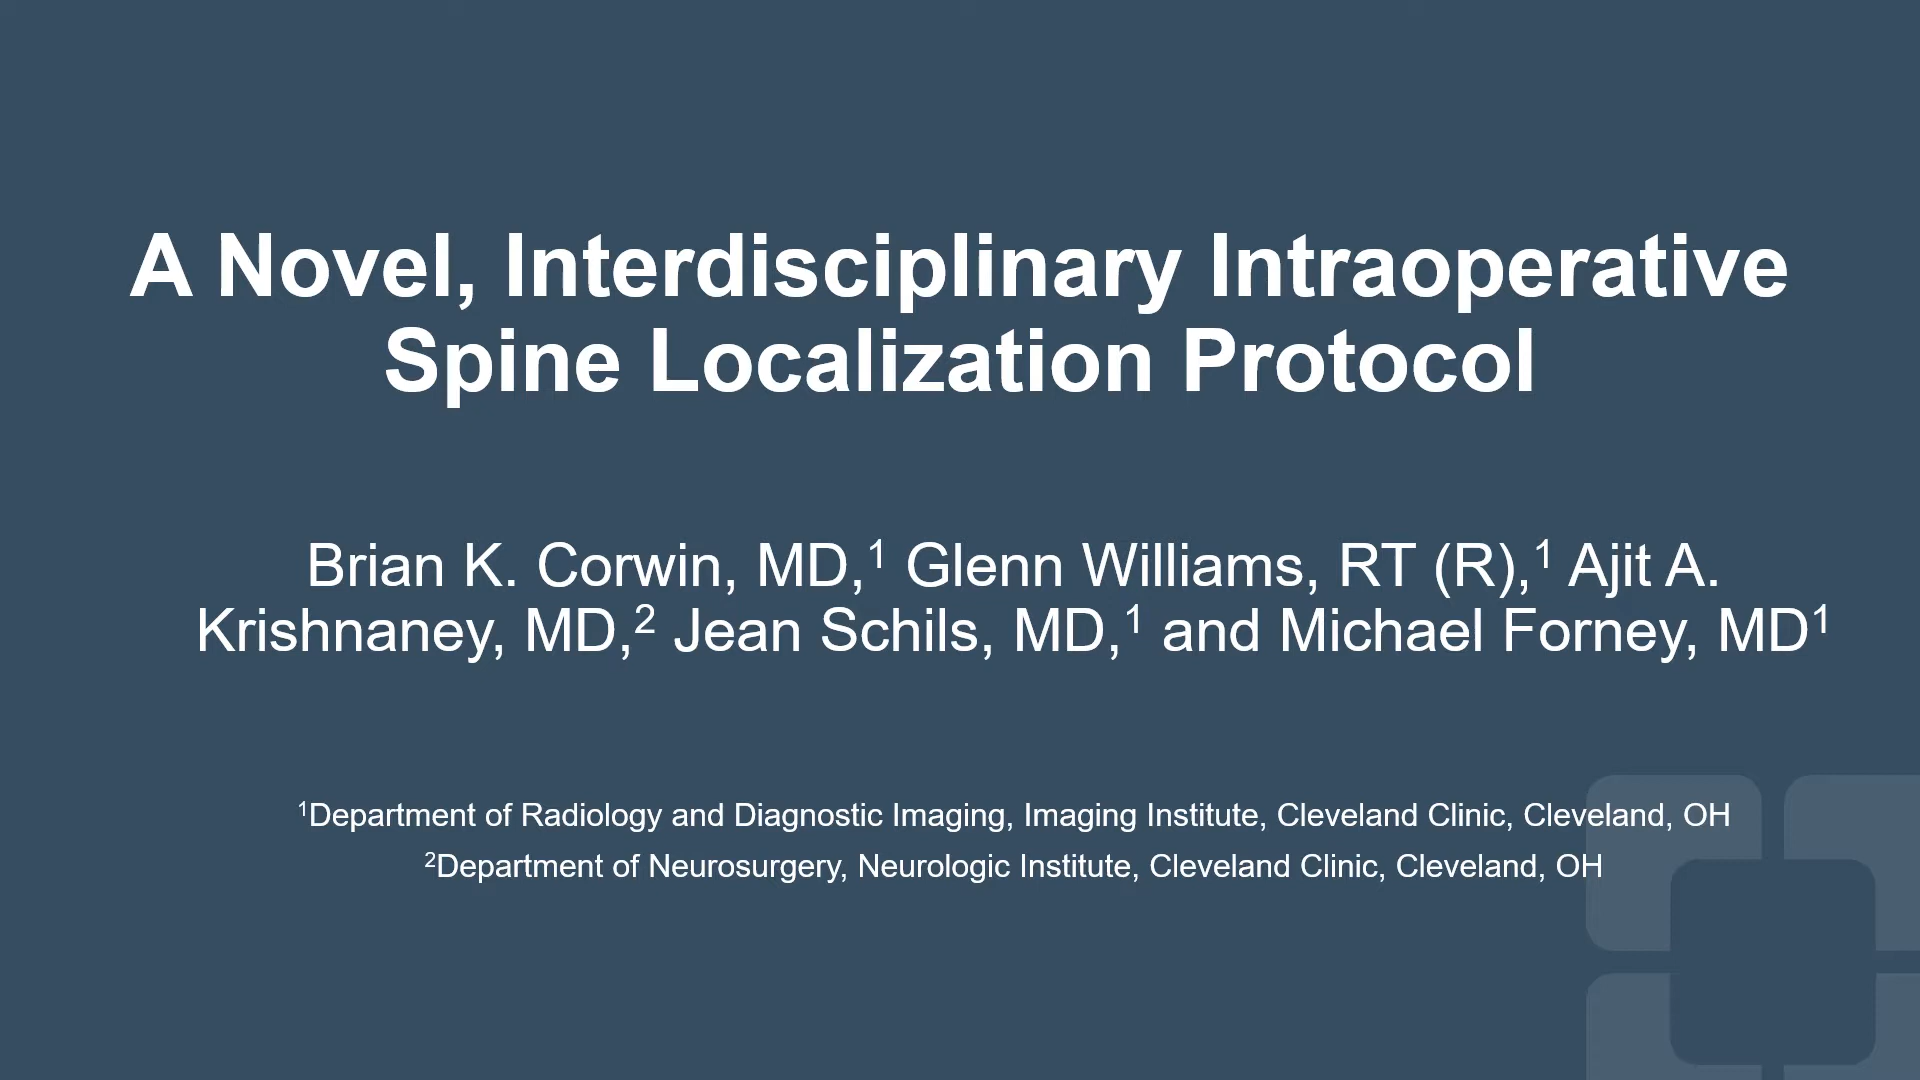 A Novel, Interdisciplinary Intraoperative
Spine Localization Protocol
Brian K. Corwin, MD,¹ Glenn Williams, RT (R),¹ Ajit A.
Krishnaney, MD,² Jean Schils, MD,¹ and Michael Forney, MD¹
¹Department of Radiology and Diagnostic Imaging, Imaging Institute, Cleveland Clinic, Cleveland, OH
²Department of Neurosurgery, Neurologic Institute, Cleveland Clinic, Cleveland, OH